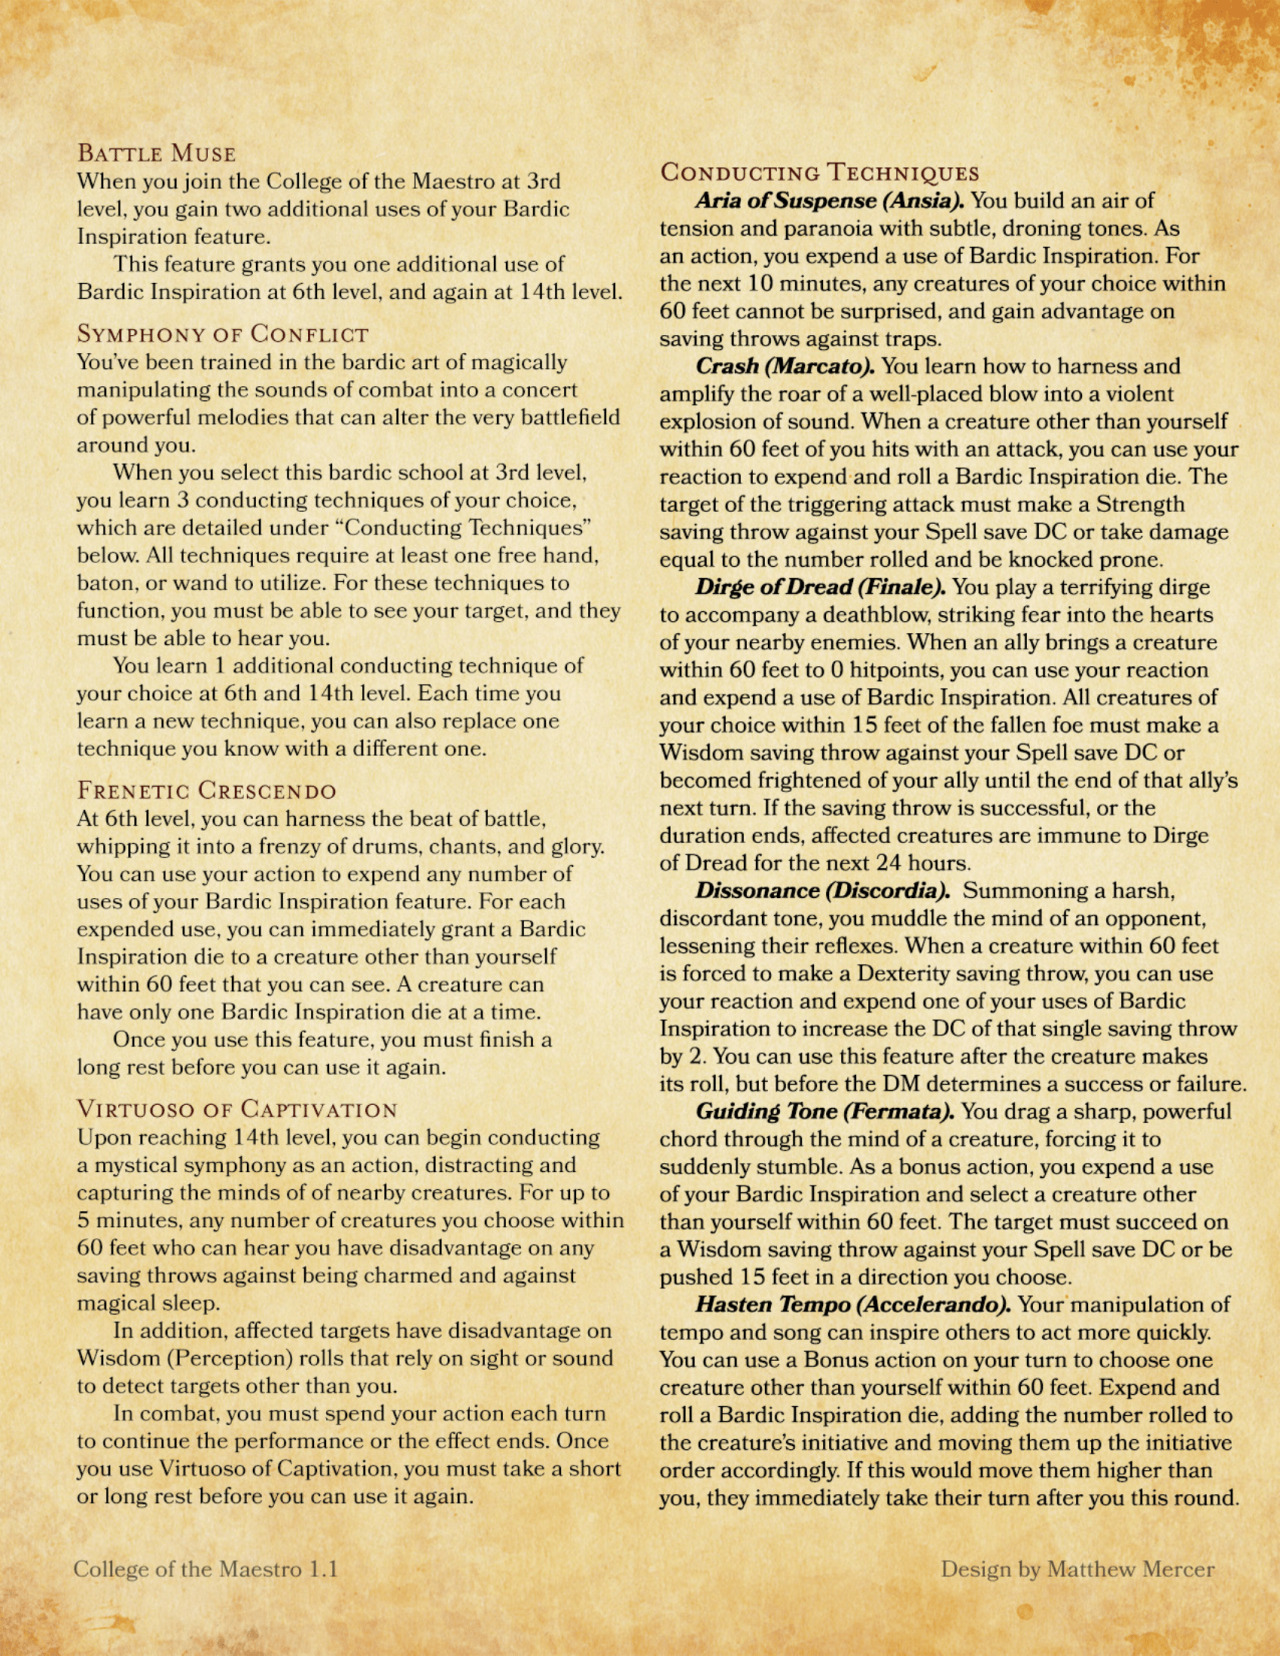 BATTLE MUSE
When you join the College of the Maestro at 3rd
level, you gain two additional uses of your Bardic
Inspiration feature.
This feature grants you one additional use of
Bardic Inspiration at 6th level, and again at 14th level.
SYMPHONY OF CONFLICT
You've been trained in the bardic art of magically
manipulating the sounds of combat into a concert
of powerful melodies that can alter the very battlefield
around you.
When you select this bardic school at 3rd level,
you learn 3 conducting techniques of your choice,
which are detailed under “Conducting Techniques”
below. All techniques require at least one free hand,
baton, or wand to utilize. For these techniques to
function, you must be able to see your target, and they
must be able to hear you.
You learn 1 additional conducting technique of
your choice at 6th and 14th level. Each time you
learn a new technique, you can also replace one
technique you know with a different one.
FRENETIC CRESCENDO
At 6th level, you can harness the beat of battle,
whipping it into a frenzy of drums, chants, and glory.
You can use your action to expend any number of
uses of your Bardic Inspiration feature. For each
expended use, you can immediately grant a Bardic
Inspiration die to a creature other than yourself
within 60 feet that you can see. A creature can
have only one Bardic Inspiration die at a time.
Once you use this feature, you must finish a
long rest before you can use it again.
VIRTUOSO OF CAPTIVATION
Upon reaching 14th level, you can begin conducting
a mystical symphony as an action, distracting and
capturing the minds of of nearby creatures. For up to
5 minutes, any number of creatures you choose within
60 feet who can hear you have disadvantage on any
saving throws against being charmed and against
magical sleep.
In addition, affected targets have disadvantage on
Wisdom (Perception) rolls that rely on sight or sound
to detect targets other than you.
In combat, you must spend your action each turn
to continue the performance or the effect ends. Once
you use Virtuoso of Captivation, you must take a short
or long rest before you can use it again.
CONDUCTING TECHNIQUES
Aria of Suspense (Ansia). You build an air of
tension and paranoia with subtle, droning tones. As
an action, you expend a use of Bardic Inspiration. For
the next 10 minutes, any creatures of your choice within
60 feet cannot be surprised, and gain advantage on
saving throws against traps.
Crash (Marcato). You learn how to harness and
amplify the roar of a well-placed blow into a violent
explosion of sound. When a creature other than yourself
within 60 feet of you hits with an attack, you can use your
reaction to expend and roll a Bardic Inspiration die. The
target of the triggering attack must make a Strength
saving throw against your Spell save DC or take damage
equal to the number rolled and be knocked prone.
Dirge of Dread (Finale). You play a terrifying dirge
to accompany a deathblow, striking fear into the hearts
of your nearby enemies. When an ally brings a creature
within 60 feet to 0 hitpoints, you can use your reaction
and expend a use of Bardic Inspiration. All creatures of
your choice within 15 feet of the fallen foe must make a
Wisdom saving throw against your Spell save DC or
becomed frightened of your ally until the end of that ally's
next turn. If the saving throw is successful, or the
duration ends, affected creatures are immune to Dirge
of Dread for the next 24 hours.
Dissonance (Discordia). Summoning a harsh,
discordant tone, you muddle the mind of an opponent,
lessening their reflexes. When a creature within 60 feet
is forced to make a Dexterity saving throw, you can use
your reaction and expend one of your uses of Bardic
Inspiration to increase the DC of that single saving throw
by 2. You can use this feature after the creature makes
its roll, but before the DM determines a success or failure.
Guiding Tone (Fermata). You drag a sharp, powerful
chord through the mind of a creature, forcing it to
suddenly stumble. As a bonus action, you expend a use
of your Bardic Inspiration and select a creature other
than yourself within 60 feet. The target must succeed on
a Wisdom saving throw against your Spell save DC or be
pushed 15 feet in a direction you choose.
Hasten Tempo (Accelerando). Your manipulation of
tempo and song can inspire others to act more quickly.
You can use a Bonus action on your turn to choose one
creature other than yourself within 60 feet. Expend and
roll a Bardic Inspiration die, adding the number rolled to
the creature's initiative and moving them up the initiative
order accordingly. If this would move them higher than
you, they immediately take their turn after you this round.
College of the Maestro 1.1
Design by Matthew Mercer